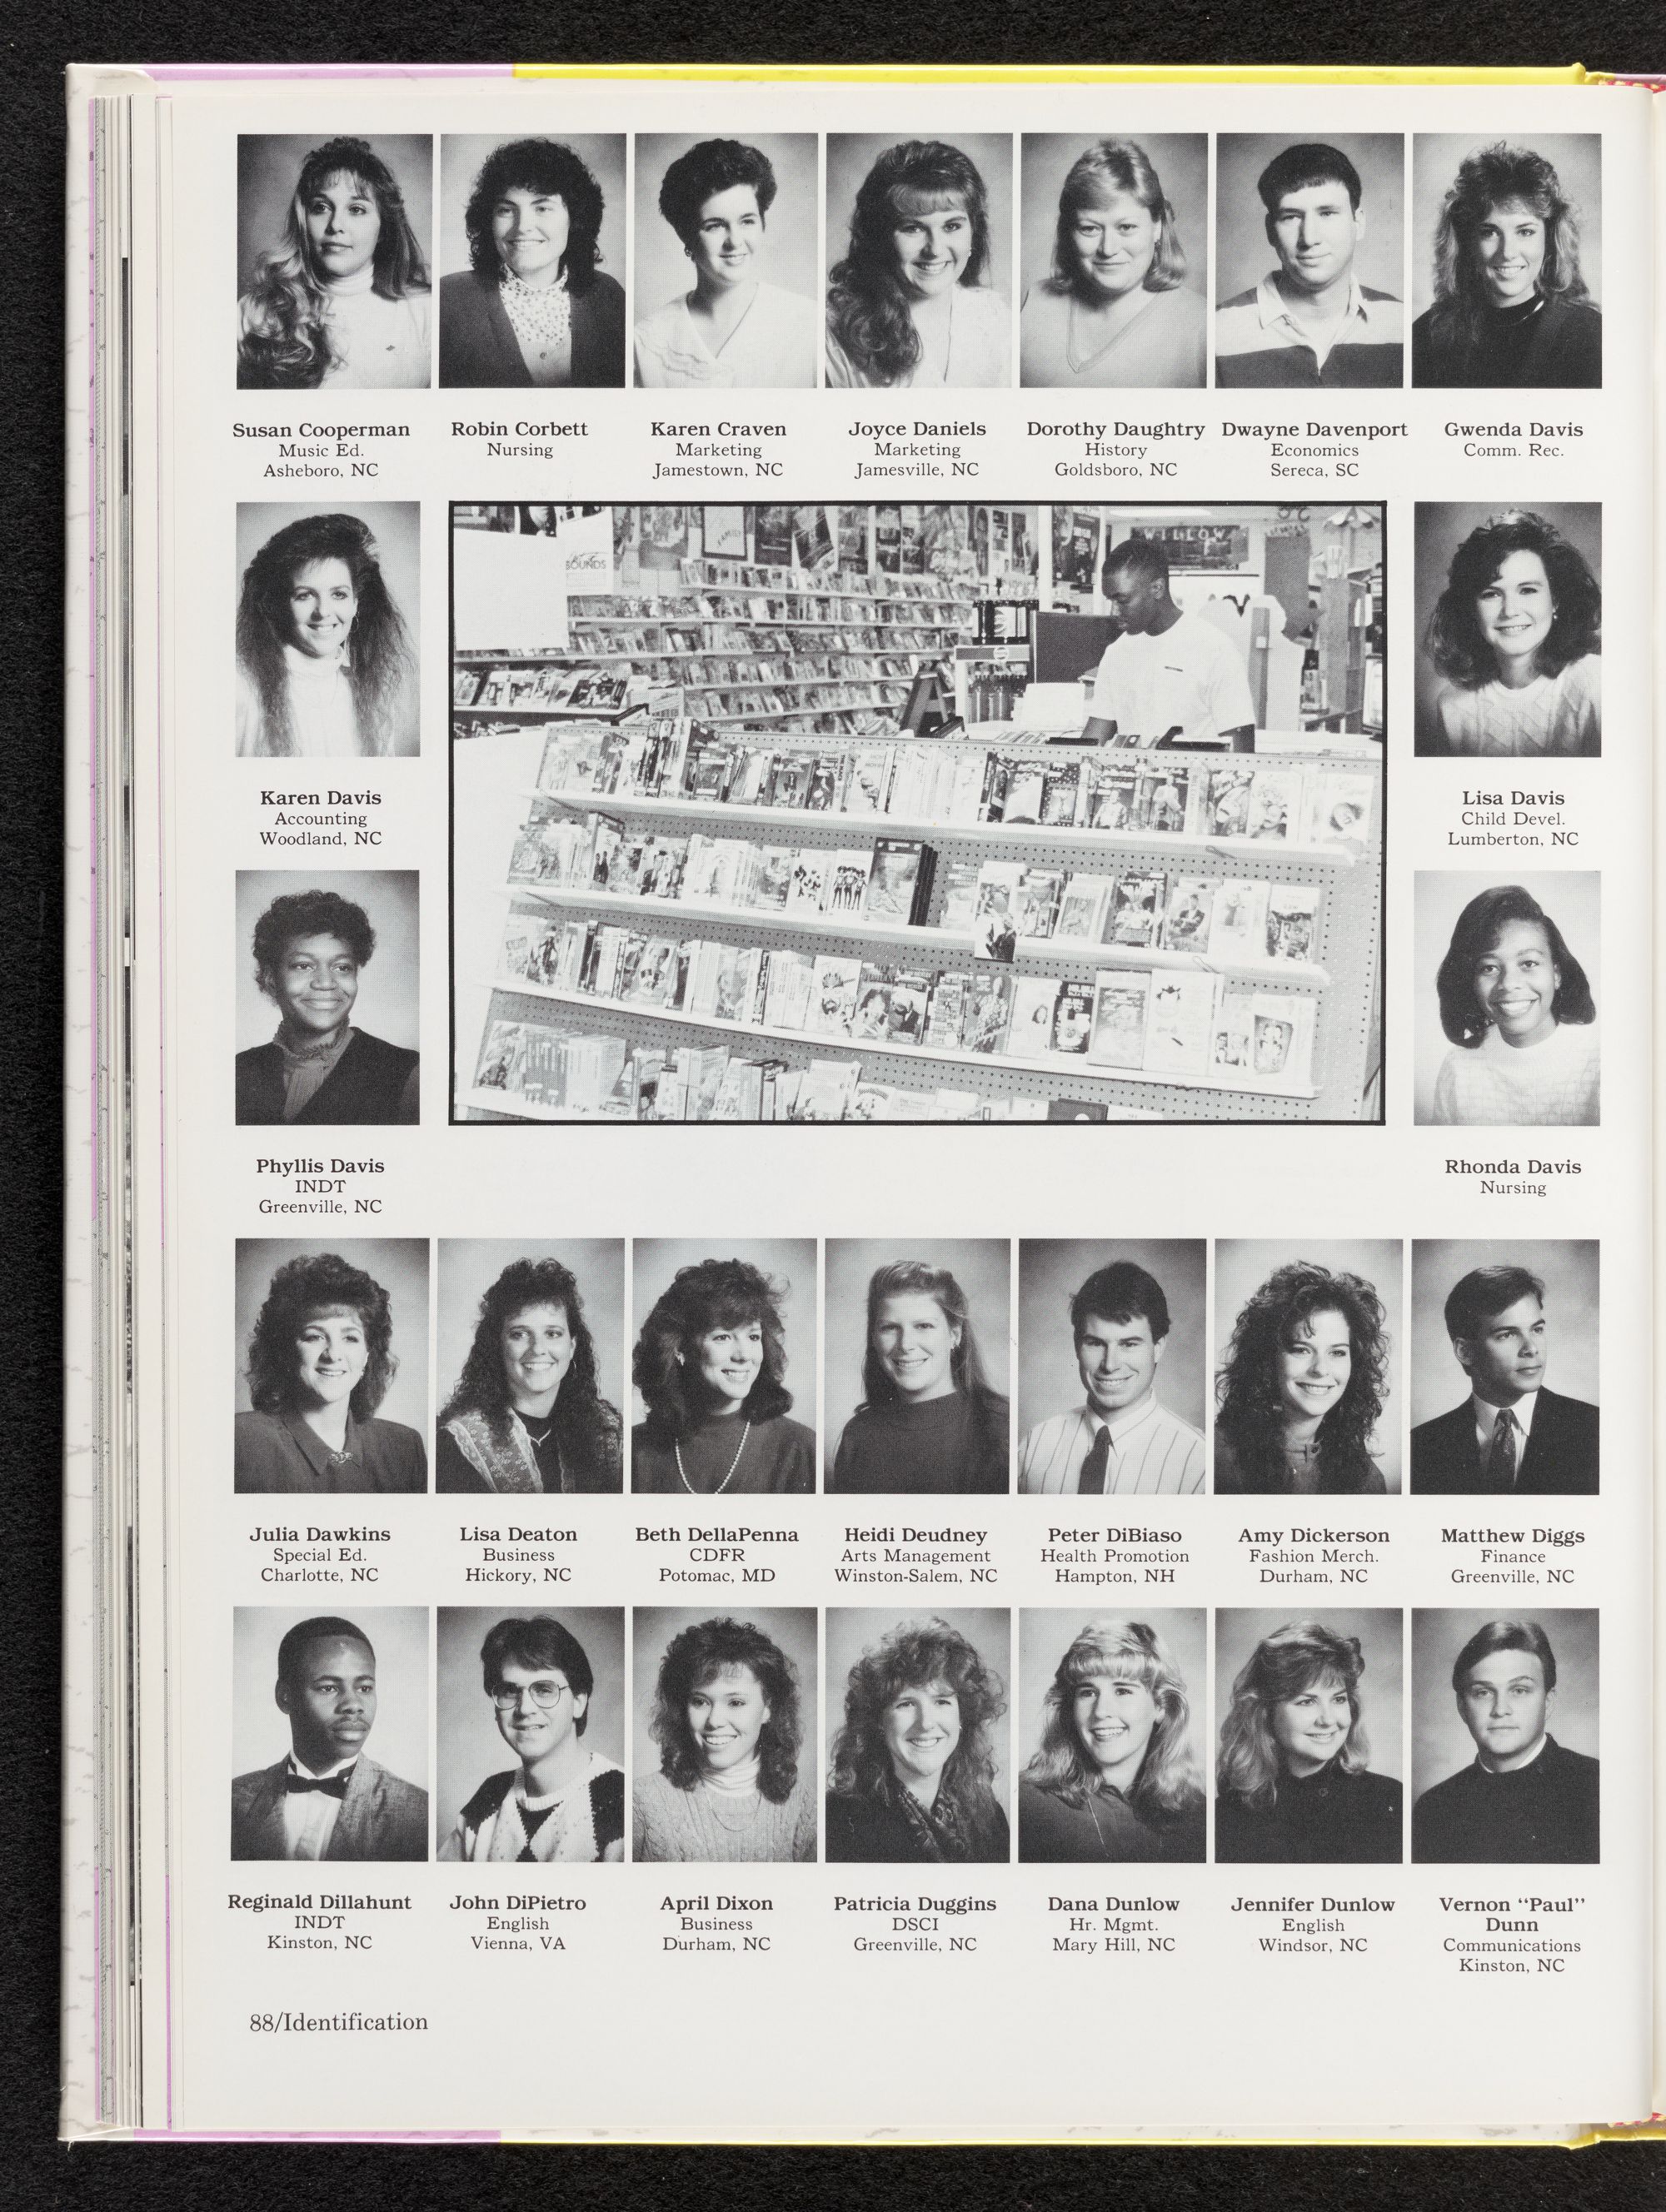 Susan Cooperman
Music Ed.
Asheboro, NC
Robin Corbett
Nursing
Karen Craven
Marketing
Jamestown, NC
Joyce Daniels
Marketing
Jamesville, NC
Dorothy Daughtry
History
Goldsboro, NC
Dwayne Davenport
Economics
Sereca, SC
Gwenda Davis
Comm. Rec.
WILLOW
BOUNDS
FAMILY
Karen Davis
Accounting
Woodland, NC
Lisa Davis
Child Devel.
Lumberton, NC
Phyllis Davis
INDT
Greenville, NC
Rhonda Davis
Nursing
Julia Dawkins
Special Ed.
Charlotte, NC
Lisa Deaton
Business
Hickory, NC
Beth DellaPenna
CDFR
Potomac, MD
Heidi Deudney
Arts Management
Winston-Salem, NC
Peter DiBiaso
Health Promotion
Hampton, NH
Amy Dickerson
Fashion Merch.
Durham, NC
Matthew Diggs
Finance
Greenville, NC
Reginald Dillahunt
INDT
Kinston, NC
John DiPietro
English
Vienna, VA
April Dixon
Business
Durham, NC
Patricia Duggins
DSCI
Greenville, NC
Dana Dunlow
Hr. Mgmt.
Mary Hill, NC
Jennifer Dunlow
English
Windsor, NC
Vernon “Paul”
Dunn
Communications
Kinston, NC
88/Identification